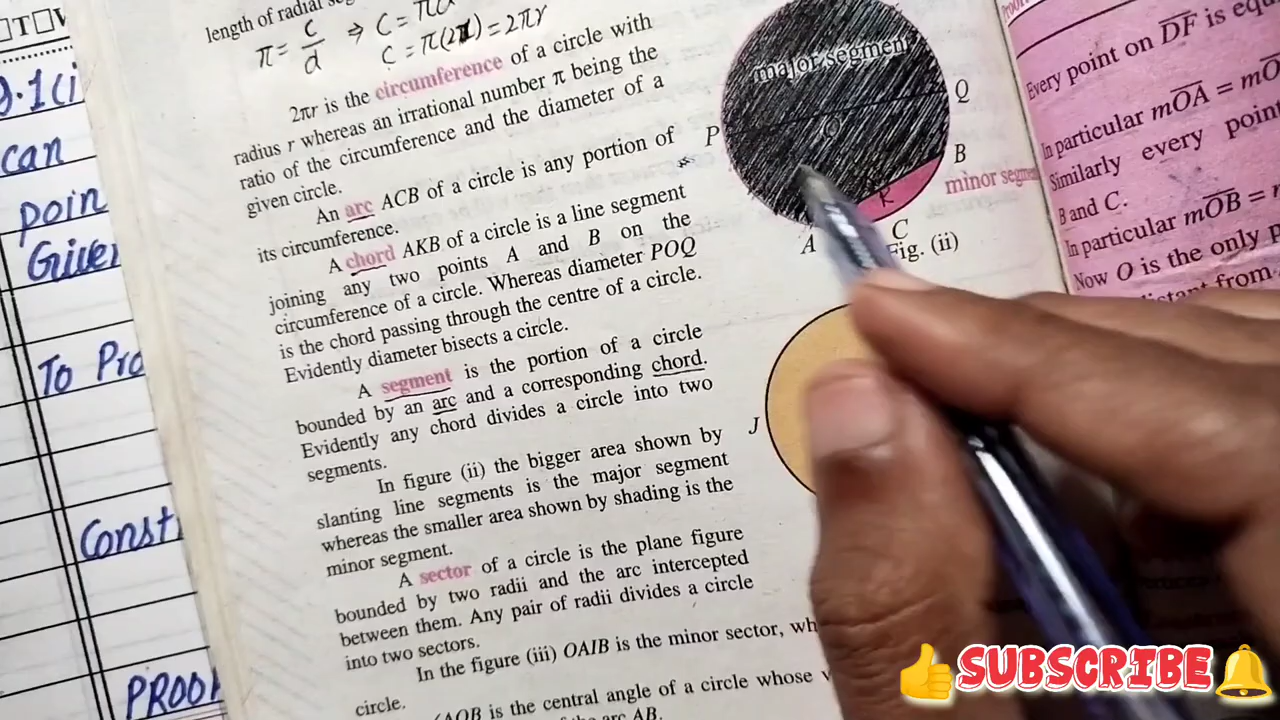 T
9.1(i
can
poin
Given
To Pro
Const
PROOF
length of radial seg
π = c/d ⇒ C = πd
C = π(2r) = 2πr
2πr is the circumference of a circle with
radius r whereas an irrational number π being the
ratio of the circumference and the diameter of a
given circle.
An arc ACB of a circle is any portion of
its circumference.
A chord AKB of a circle is a line segment
joining any two points A and B on the
circumference of a circle. Whereas diameter POQ
is the chord passing through the centre of a circle.
Evidently diameter bisects a circle.
A segment is the portion of a circle
bounded by an arc and a corresponding chord.
Evidently any chord divides a circle into two
segments.
In figure (ii) the bigger area shown by
slanting line segments is the major segment
whereas the smaller area shown by shading is the
minor segment.
A sector of a circle is the plane figure
bounded by two radii and the arc intercepted
between them. Any pair of radii divides a circle
into two sectors.
In the figure (iii) OAIB is the minor sector, wh
circle.
∠AOB is the central angle of a circle whose v
the arc AB.
major segment
P
O
Q
B
K
minor segme
A
C
Fig. (ii)
J
Every point on DF is equ
In particular mOA = mO
Similarly every point
B and C.
In particular mOB =
Now O is the only p
distant from
SUBSCRIBE